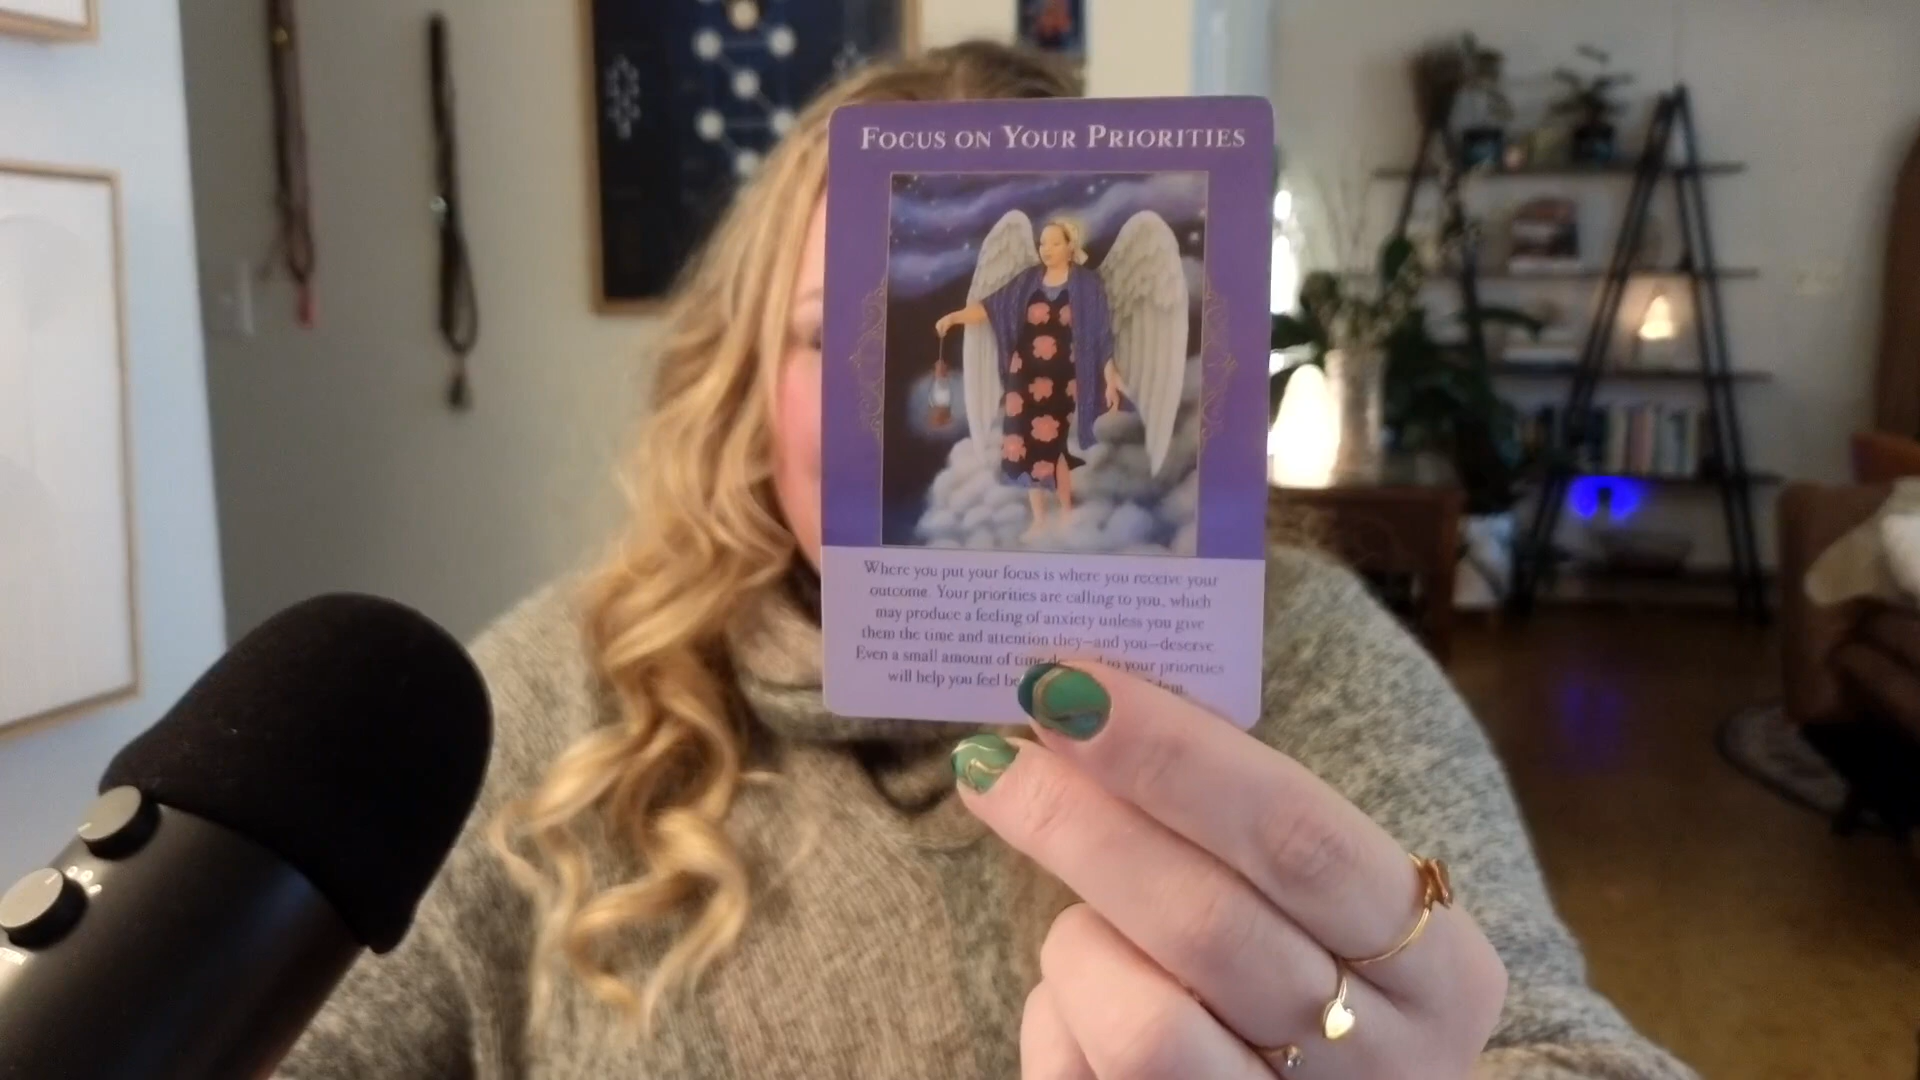 FOCUS ON YOUR PRIORITIES
Where you put your focus is where you receive your
outcome. Your priorities are calling to you, which
may produce a feeling of anxiety unless you give
them the time and attention they—and you—deserve.
Even a small amount of time to your priorities
will help you feel